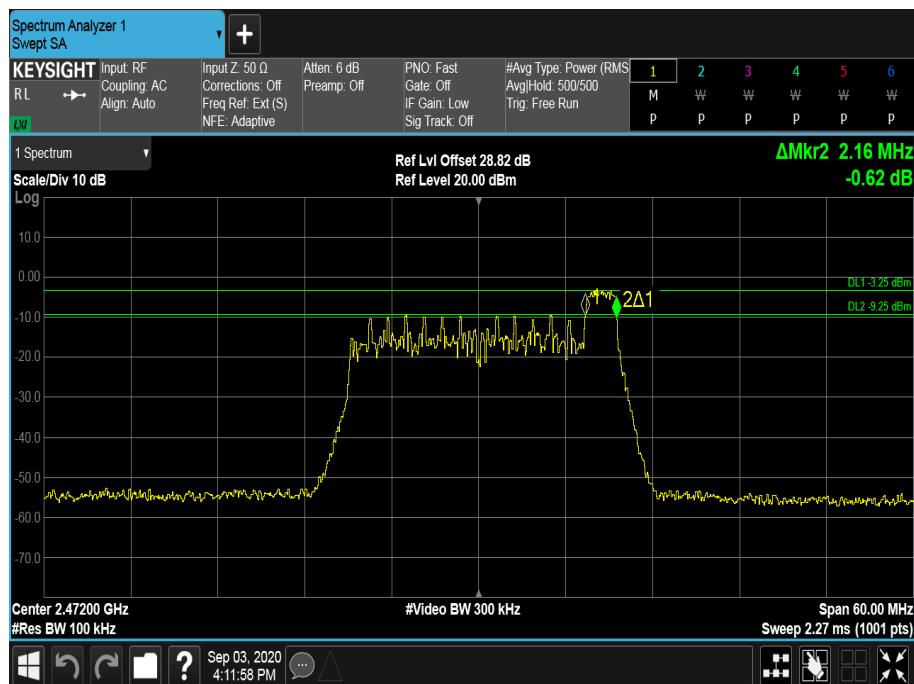 Spectrum Analyzer 1
Swept SA
KEYSIGHT
RL
LXI
Input: RF
Coupling: AC
Align: Auto
Input Z: 50 Ω
Corrections: Off
Freq Ref: Ext (S)
NFE: Adaptive
Atten: 6 dB
Preamp: Off
PNO: Fast
Gate: Off
IF Gain: Low
Sig Track: Off
#Avg Type: Power (RMS
Avg|Hold: 500/500
Trig: Free Run
1 2 3 4 5 6
M W W W W W
P P P P P P
1 Spectrum
Scale/Div 10 dB
Log
Ref Lvl Offset 28.82 dB
Ref Level 20.00 dBm
ΔMkr2 2.16 MHz
-0.62 dB
10.0
0.00
DL1 -3.25 dBm
2Δ1
DL2 -9.25 dBm
-10.0
-20.0
-30.0
-40.0
-50.0
-60.0
-70.0
Center 2.47200 GHz
#Video BW 300 kHz
Span 60.00 MHz
#Res BW 100 kHz
Sweep 2.27 ms (1001 pts)
?
Sep 03, 2020
4:11:58 PM